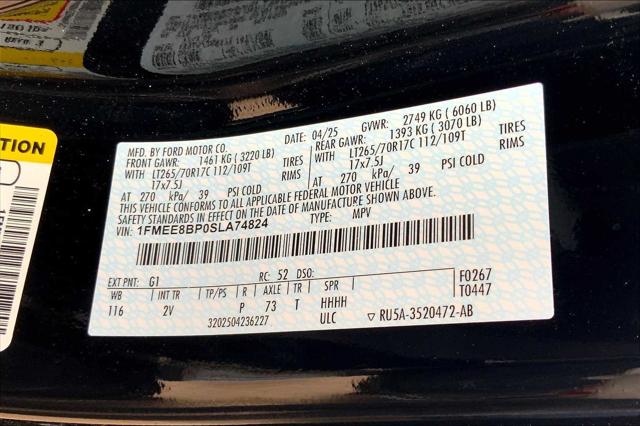 MFD. BY FORD MOTOR CO. DATE: 04/25 GVWR: 2749 KG ( 6060 LB)
FRONT GAWR: 1461 KG ( 3220 LB) REAR GAWR: 1393 KG ( 3070 LB)
WITH LT265/70R17C 112/109T TIRES WITH LT265/70R17C 112/109T TIRES
17x7.5J RIMS 17x7.5J RIMS
AT 270 kPa/ 39 PSI COLD AT 270 kPa/ 39 PSI COLD
THIS VEHICLE CONFORMS TO ALL APPLICABLE FEDERAL MOTOR VEHICLE
SAFETY STANDARDS IN EFFECT ON THE DATE OF MANUFACTURE SHOWN ABOVE.
VIN: 1FMEE8BP0SLA74824 TYPE: MPV
EXT PNT: G1 RC: 52 DSO: F0267
WB INT TR TP/PS R AXLE TR SPR T0447
116 2V P 73 T HHHH
3202504236227 ULC ▽ RU5A-3520472-AB
TION